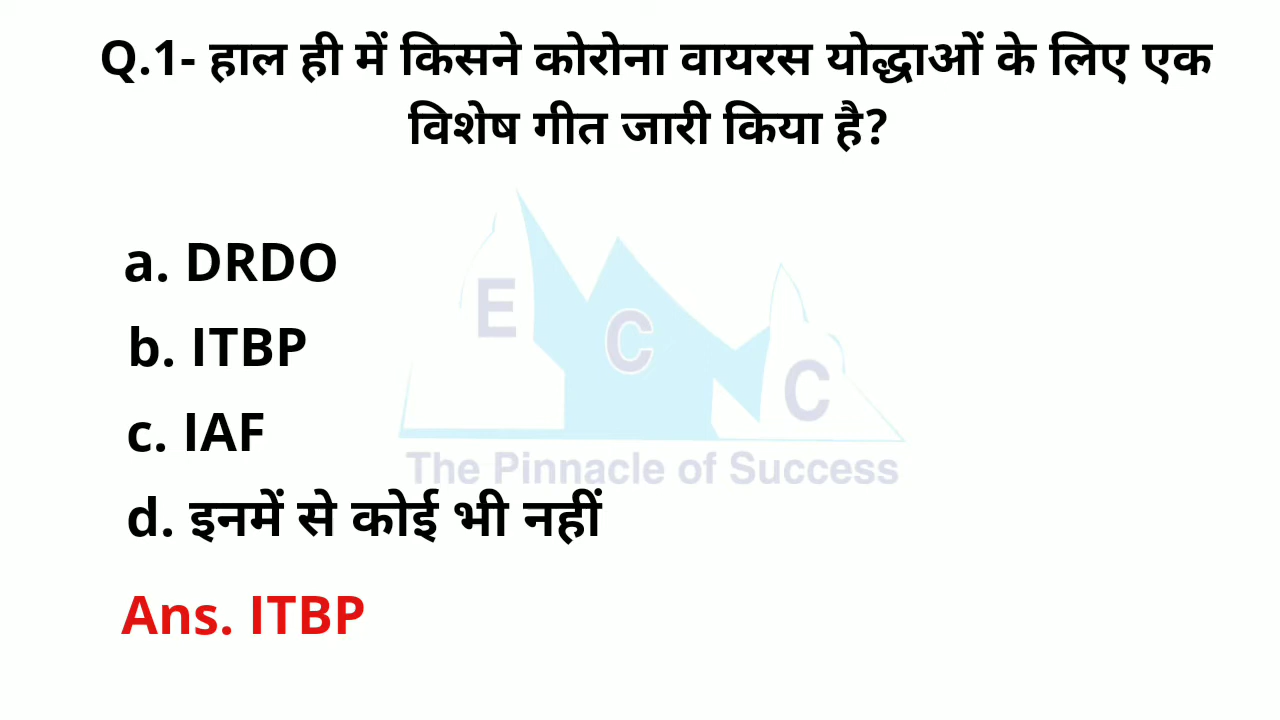 Q.1- हाल ही में किसने कोरोना वायरस योद्धाओं के लिए एक
विशेष गीत जारी किया है?
a. DRDO
b. ITBP
c. IAF
d. इनमें से कोई भी नहीं
Ans. ITBP
E
C
C
The Pinnacle of Success